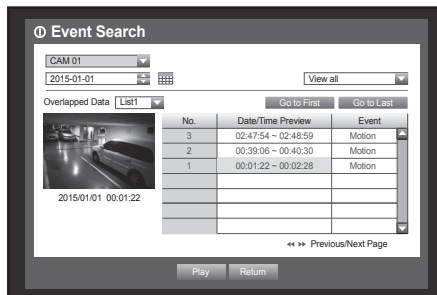 Event Search
CAM 01
2015-01-01
View all
Overlapped Data List1
Go to First Go to Last
No. Date/Time Preview Event
3 02:47:54 ~ 02:48:59 Motion
2 00:39:06 ~ 00:40:30 Motion
1 00:01:22 ~ 00:02:28 Motion
2015/01/01 00:01:22
Previous/Next Page
Play Return